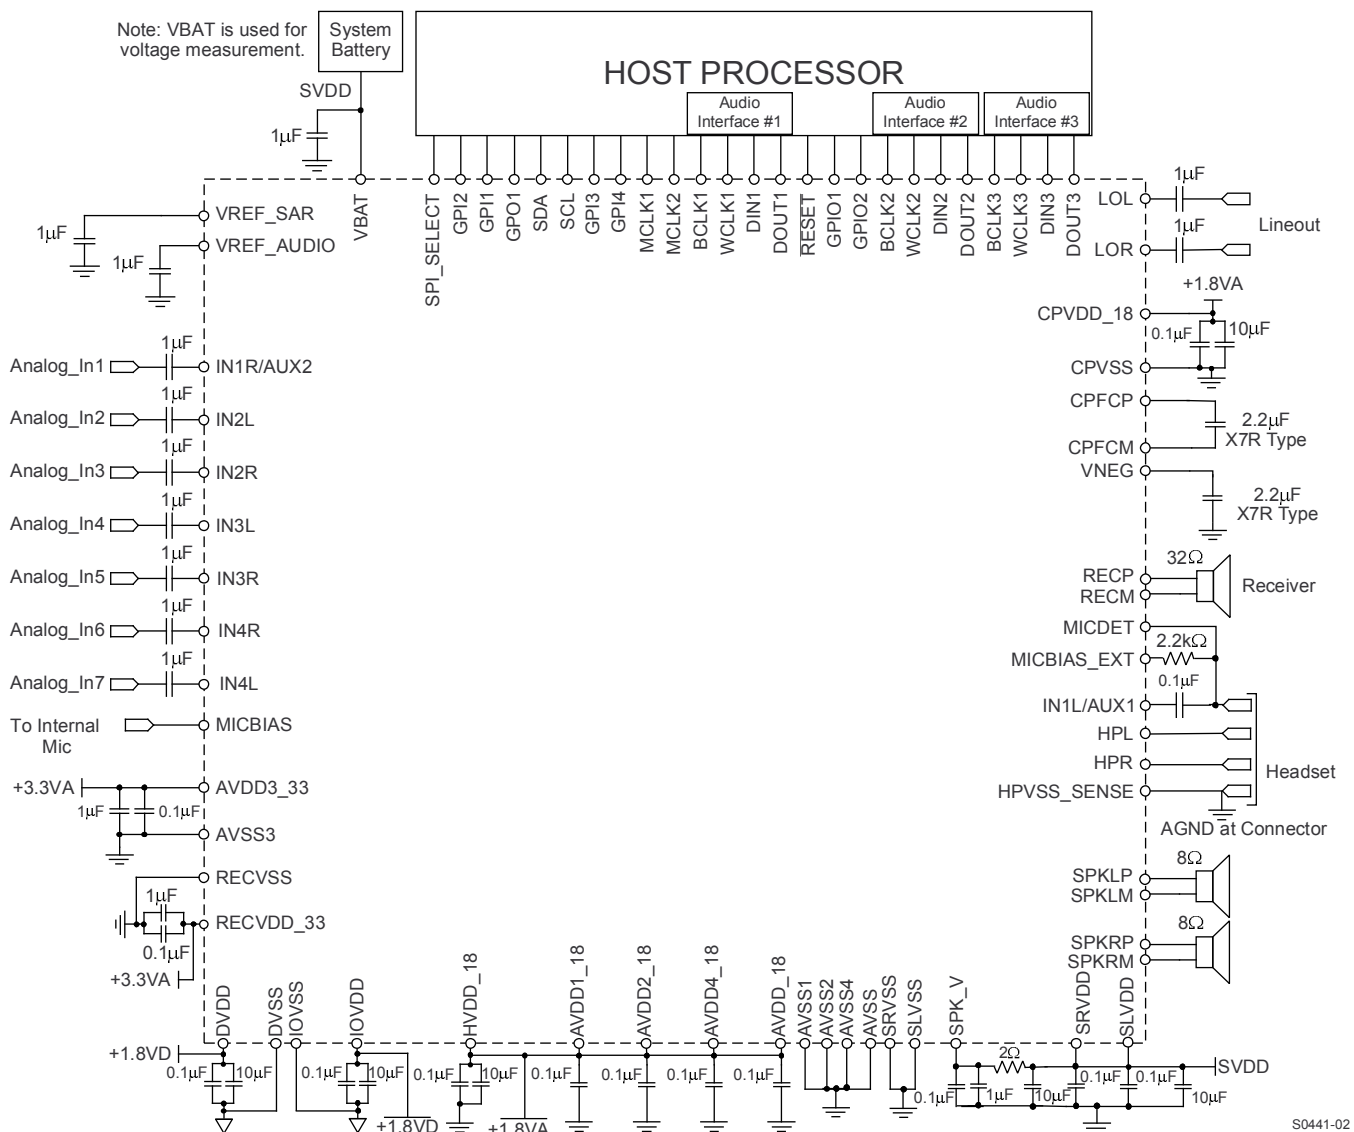 Note: VBAT is used for
voltage measurement.
System
Battery
HOST PROCESSOR
Audio
Interface #1
Audio
Interface #2
Audio
Interface #3
SVDD
1μF
VBAT
SPI_SELECT
GPI2
GPI1
GPO1
SDA
SCL
GPI3
GPI4
MCLK1
MCLK2
BCLK1
WCLK1
DIN1
DOUT1
RESET
GPIO1
GPIO2
BCLK2
WCLK2
DIN2
DOUT2
BCLK3
WCLK3
DIN3
DOUT3
VREF_SAR
1μF
VREF_AUDIO
1μF
1μF
Analog_In1
IN1R/AUX2
1μF
Analog_In2
IN2L
1μF
Analog_In3
IN2R
1μF
Analog_In4
IN3L
1μF
Analog_In5
IN3R
1μF
Analog_In6
IN4R
1μF
Analog_In7
IN4L
To Internal
Mic
MICBIAS
+3.3VA
AVDD3_33
1μF
0.1μF
AVSS3
RECVSS
1μF
RECVDD_33
0.1μF
+3.3VA
LOL
1μF
Lineout
LOR
1μF
+1.8VA
CPVDD_18
0.1μF
10μF
CPVSS
CPFCP
2.2μF
X7R Type
CPFCM
VNEG
2.2μF
X7R Type
RECP
RECM
32Ω
Receiver
MICDET
2.2kΩ
MICBIAS_EXT
0.1μF
IN1L/AUX1
HPL
HPR
Headset
HPVSS_SENSE
AGND at Connector
SPKLP
SPKLM
8Ω
SPKRP
SPKRM
8Ω
DVDD
DVSS
IOVSS
IOVDD
HVDD_18
AVDD1_18
AVDD2_18
AVDD4_18
AVDD_18
AVSS1
AVSS2
AVSS4
AVSS
SRVSS
SLVSS
SPK_V
SRVDD
SLVDD
+1.8VD
0.1μF
10μF
0.1μF
10μF
+1.8VD
0.1μF
10μF
+1.8VA
0.1μF
0.1μF
0.1μF
0.1μF
2Ω
0.1μF
1μF
10μF
0.1μF
0.1μF
0.1μF
10μF
SVDD
S0441-02